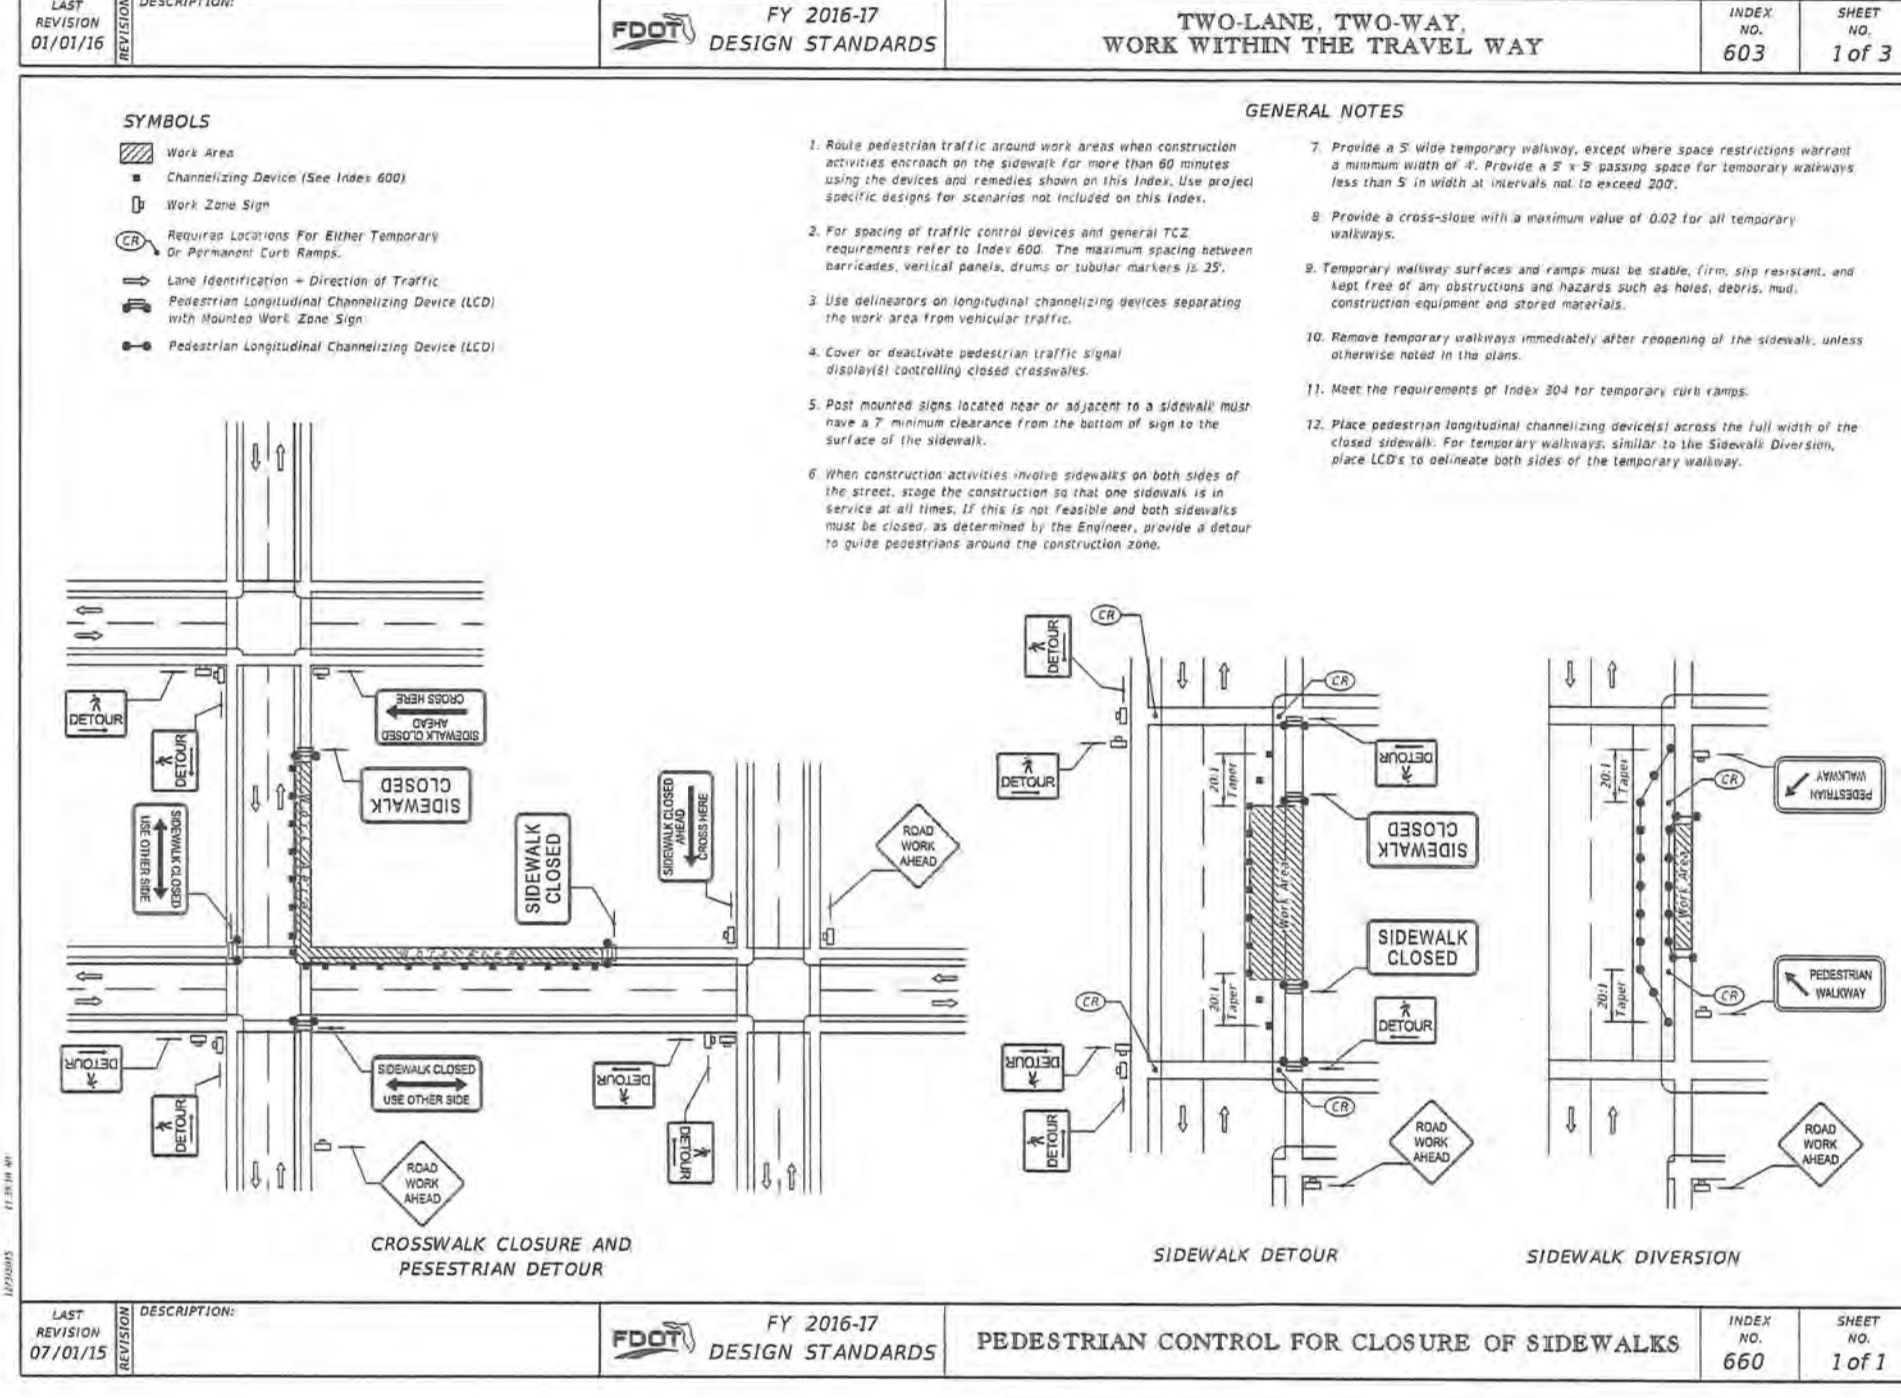 LAST
REVISION
01/01/16
REVISION
DESCRIPTION:
FDOT
FY 2016-17
DESIGN STANDARDS
TWO-LANE, TWO-WAY,
WORK WITHIN THE TRAVEL WAY
INDEX
NO.
603
SHEET
NO.
1 of 3
SYMBOLS
Work Area
Channelizing Device (See Index 600)
Work Zone Sign
CR
Required Locations For Either Temporary
Or Permanent Curb Ramps.
Lane Identification + Direction of Traffic
Pedestrian Longitudinal Channelizing Device (LCD)
with Mounted Work Zone Sign
Pedestrian Longitudinal Channelizing Device (LCD)
GENERAL NOTES
1. Route pedestrian traffic around work areas when construction
activities encroach on the sidewalk for more than 60 minutes
using the devices and remedies shown on this Index. Use project
specific designs for scenarios not included on this Index.
2. For spacing of traffic control devices and general TCZ
requirements refer to Index 600. The maximum spacing between
barricades, vertical panels, drums or tubular markers is 25'.
3. Use delineators on longitudinal channelizing devices separating
the work area from vehicular traffic.
4. Cover or deactivate pedestrian traffic signal
display(s) controlling closed crosswalks.
5. Post mounted signs located near or adjacent to a sidewalk must
have a 7' minimum clearance from the bottom of sign to the
surface of the sidewalk.
6. When construction activities involve sidewalks on both sides of
the street, stage the construction so that one sidewalk is in
service at all times. If this is not feasible and both sidewalks
must be closed, as determined by the Engineer, provide a detour
to guide pedestrians around the construction zone.
7. Provide a 5' wide temporary walkway, except where space restrictions warrant
a minimum width of 4'. Provide a 5' x 5' passing space for temporary walkways
less than 5' in width at intervals not to exceed 200'.
8. Provide a cross-slope with a maximum value of 0.02 for all temporary
walkways.
9. Temporary walkway surfaces and ramps must be stable, firm, slip resistant, and
kept free of any obstructions and hazards such as holes, debris, mud,
construction equipment and stored materials.
10. Remove temporary walkways immediately after reopening of the sidewalk, unless
otherwise noted in the plans.
11. Meet the requirements of Index 304 for temporary curb ramps.
12. Place pedestrian longitudinal channelizing device(s) across the full width of the
closed sidewalk. For temporary walkways, similar to the Sidewalk Diversion,
place LCD's to delineate both sides of the temporary walkway.
DETOUR
DETOUR
SIDEWALK CLOSED
AHEAD
CROSS HERE
SIDEWALK
CLOSED
SIDEWALK CLOSED
USE OTHER SIDE
SIDEWALK
CLOSED
SIDEWALK CLOSED
AHEAD
CROSS HERE
ROAD
WORK
AHEAD
Work Area
DETOUR
DETOUR
SIDEWALK CLOSED
USE OTHER SIDE
DETOUR
DETOUR
ROAD
WORK
AHEAD
CROSSWALK CLOSURE AND
PESESTRIAN DETOUR
DETOUR
CR
CR
DETOUR
DETOUR
20:1
Taper
SIDEWALK
CLOSED
Work Area
SIDEWALK
CLOSED
20:1
Taper
CR
DETOUR
DETOUR
DETOUR
CR
ROAD
WORK
AHEAD
SIDEWALK DETOUR
20:1
Taper
CR
PEDESTRIAN
WALKWAY
Work Area
20:1
Taper
CR
PEDESTRIAN
WALKWAY
ROAD
WORK
AHEAD
SIDEWALK DIVERSION
12/3/2015
LAST
REVISION
07/01/15
REVISION
DESCRIPTION:
FDOT
FY 2016-17
DESIGN STANDARDS
PEDESTRIAN CONTROL FOR CLOSURE OF SIDEWALKS
INDEX
NO.
660
SHEET
NO.
1 of 1